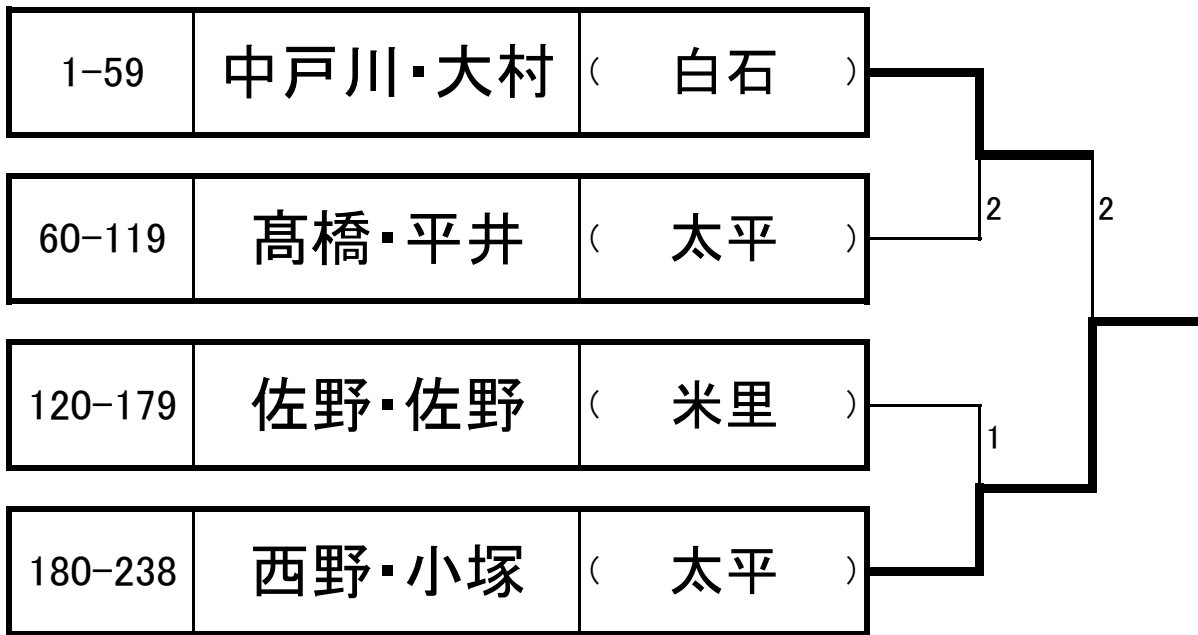 1-59 中戸川・大村 ( 白石 )
2 2
60-119 髙橋・平井 ( 太平 )
120-179 佐野・佐野 ( 米里 )
1
180-238 西野・小塚 ( 太平 )